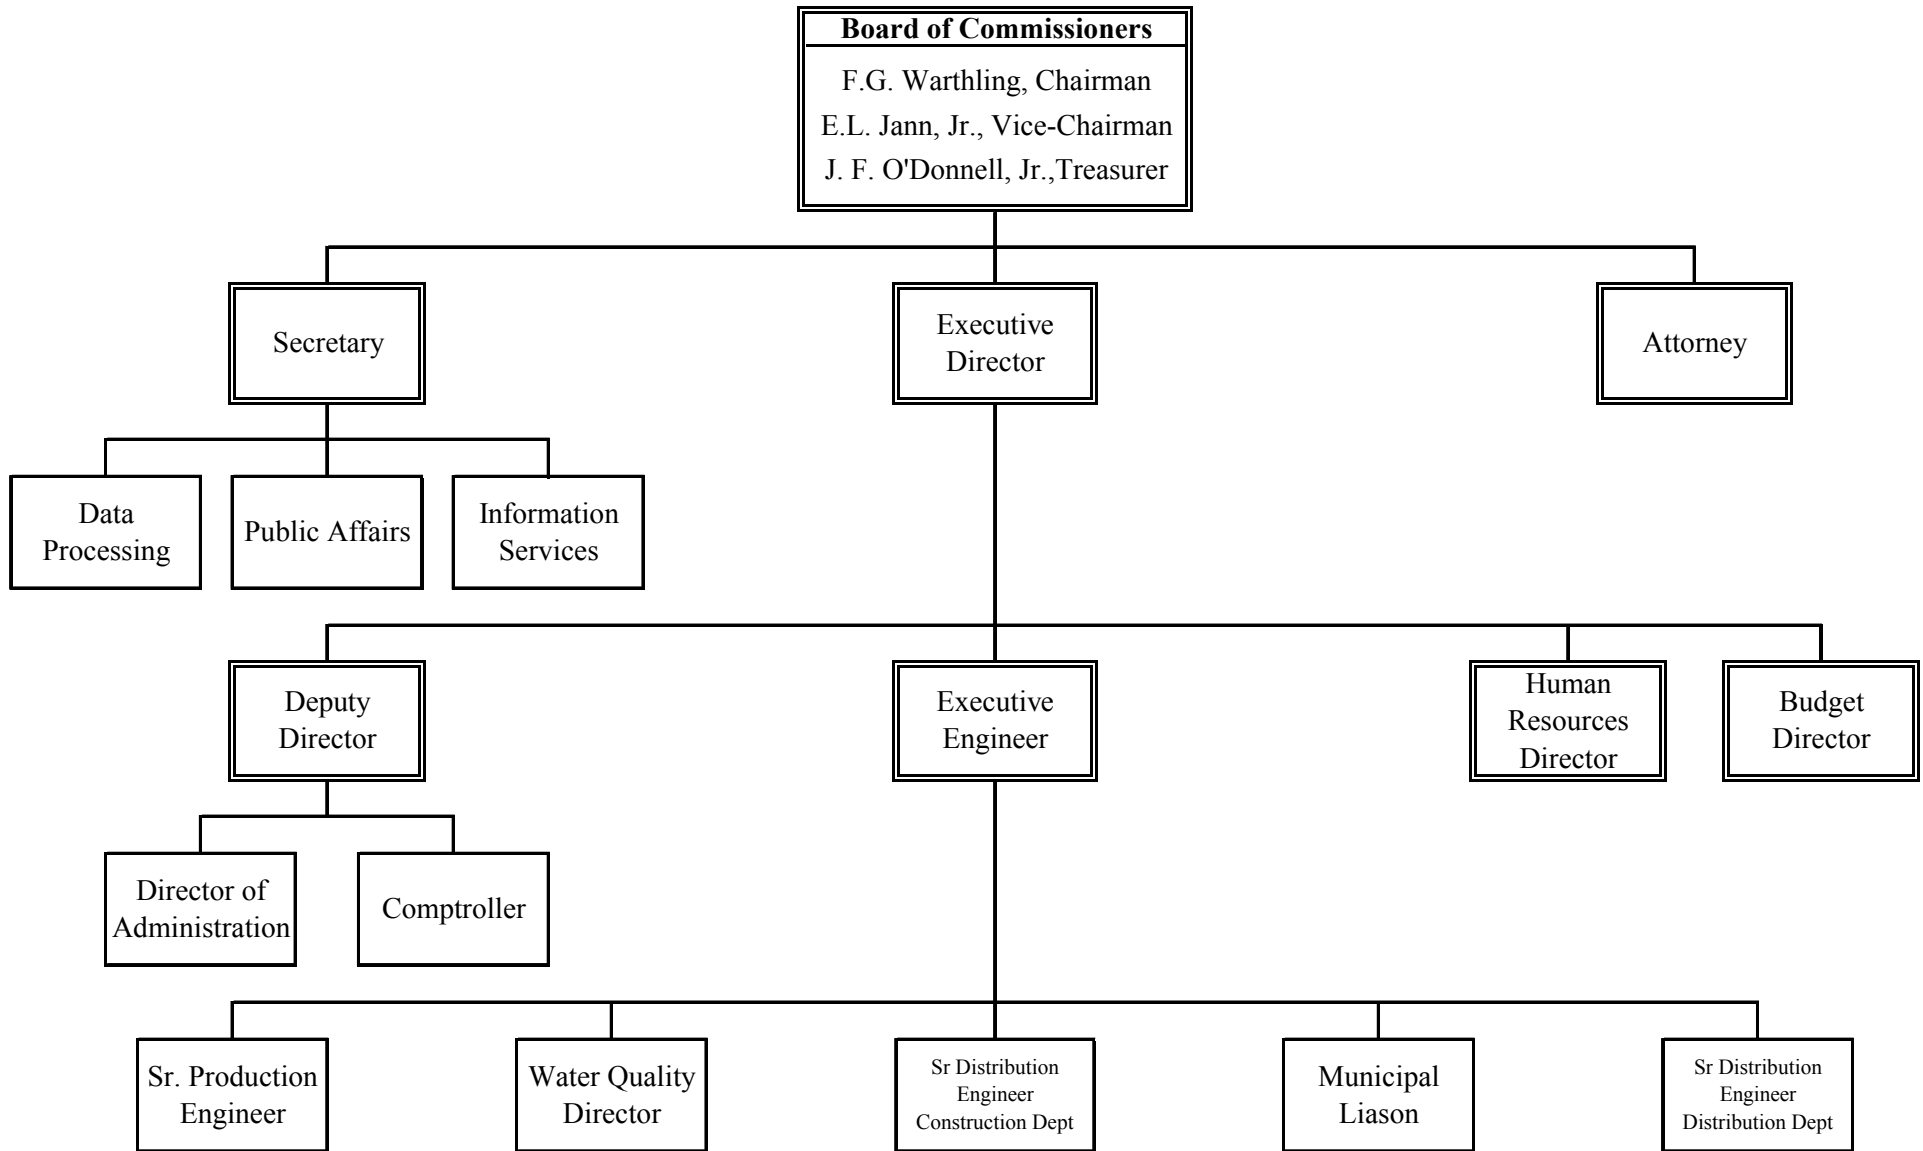 Board of Commissioners
F.G. Warthling, Chairman
E.L. Jann, Jr., Vice-Chairman
J. F. O'Donnell, Jr.,Treasurer
Secretary
Executive
Director
Attorney
Data
Processing
Public Affairs
Information
Services
Deputy
Director
Executive
Engineer
Human
Resources
Director
Budget
Director
Director of
Administration
Comptroller
Sr. Production
Engineer
Water Quality
Director
Sr Distribution
Engineer
Construction Dept
Municipal
Liason
Sr Distribution
Engineer
Distribution Dept